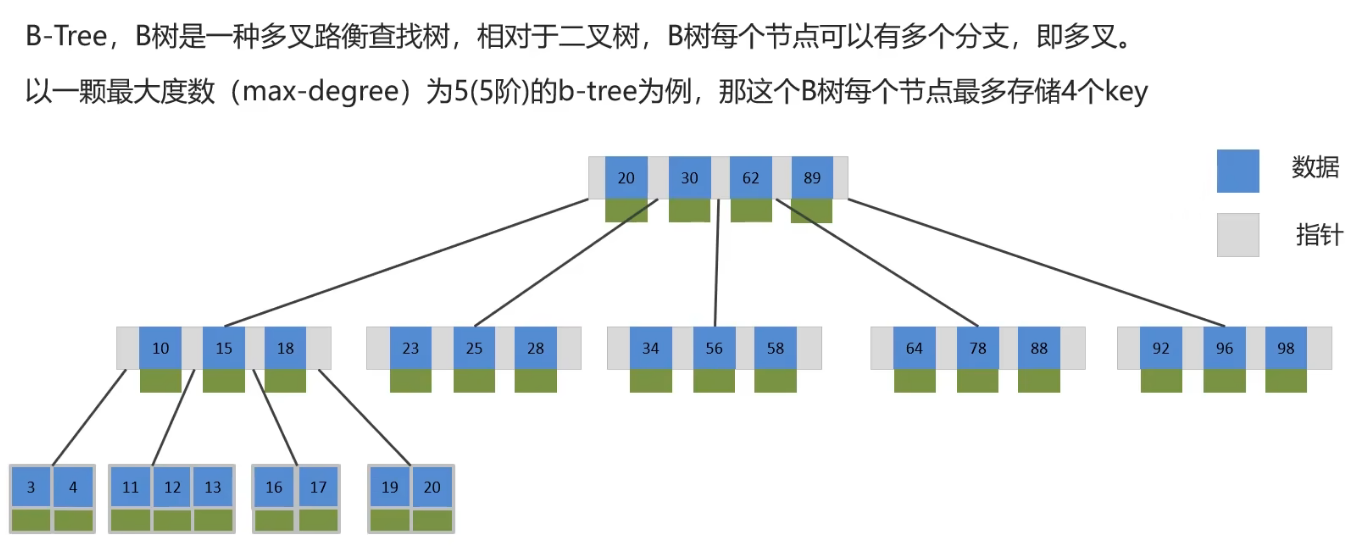 B-Tree，B树是一种多叉路衡查找树，相对于二叉树，B树每个节点可以有多个分支，即多叉。
以一颗最大度数（max-degree）为5(5阶)的b-tree为例，那这个B树每个节点最多存储4个key
数据
20 30 62 89
指针
10 15 18 23 25 28 34 56 58 64 78 88 92 96 98
3 4 11 12 13 16 17 19 20